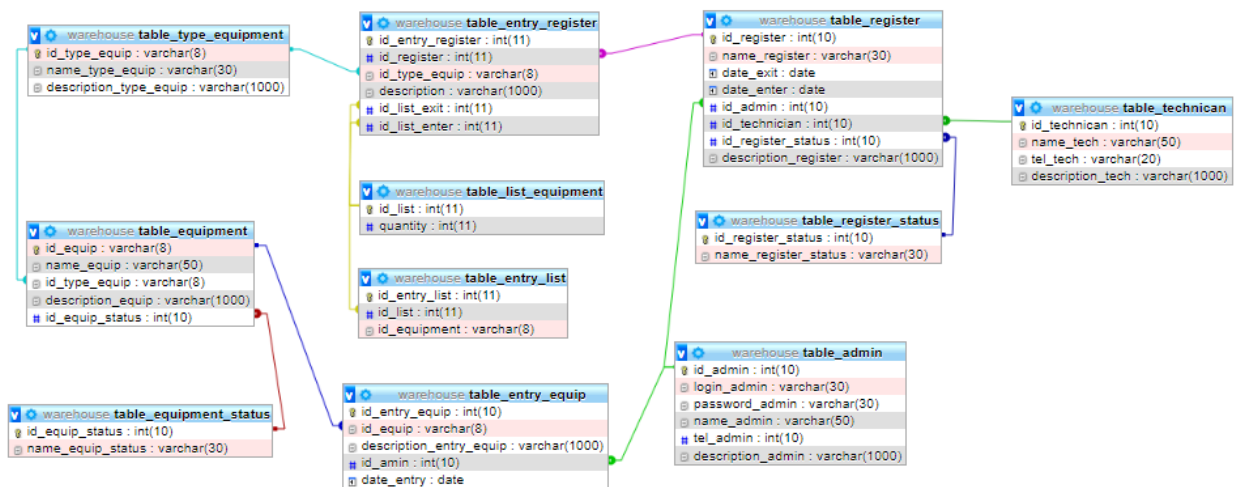 warehouse table_type_equipment
id_type_equip : varchar(8)
name_type_equip : varchar(30)
description_type_equip : varchar(1000)
warehouse table_entry_register
id_entry_register : int(11)
id_register : int(11)
id_type_equip : varchar(8)
description : varchar(1000)
id_list_exit : int(11)
id_list_enter : int(11)
warehouse table_register
id_register : int(10)
name_register : varchar(30)
date_exit : date
date_enter : date
id_admin : int(10)
id_technician : int(10)
id_register_status : int(10)
description_register : varchar(1000)
warehouse table_technican
id_technican : int(10)
name_tech : varchar(50)
tel_tech : varchar(20)
description_tech : varchar(1000)
warehouse table_list_equipment
id_list : int(11)
quantity : int(11)
warehouse table_register_status
id_register_status : int(10)
name_register_status : varchar(30)
warehouse table_equipment
id_equip : varchar(8)
name_equip : varchar(50)
id_type_equip : varchar(8)
description_equip : varchar(1000)
id_equip_status : int(10)
warehouse table_entry_list
id_entry_list : int(11)
id_list : int(11)
id_equipment : varchar(8)
warehouse table_admin
id_admin : int(10)
login_admin : varchar(30)
password_admin : varchar(30)
name_admin : varchar(50)
tel_admin : int(10)
description_admin : varchar(1000)
warehouse table_equipment_status
id_equip_status : int(10)
name_equip_status : varchar(30)
warehouse table_entry_equip
id_entry_equip : int(10)
id_equip : varchar(8)
description_entry_equip : varchar(1000)
id_amin : int(10)
date_entry : date